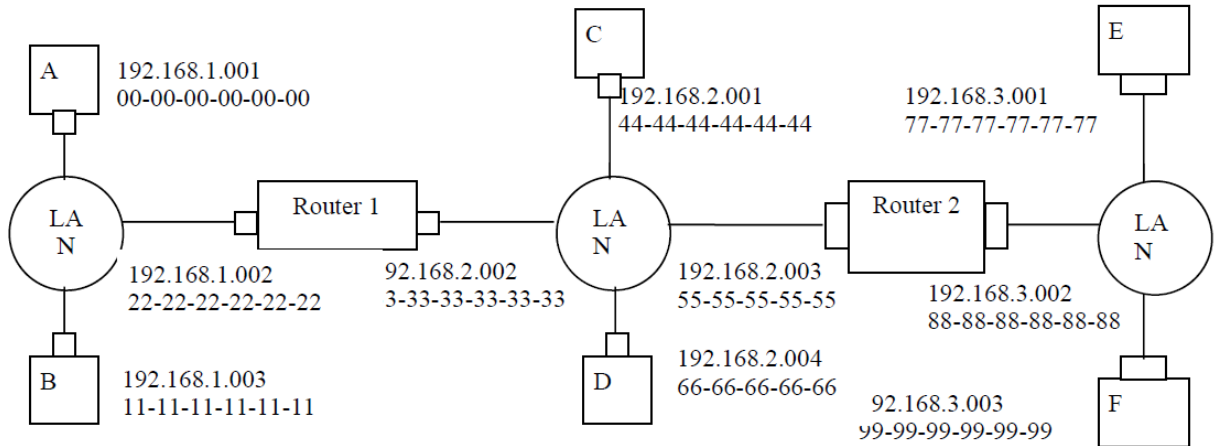 A
192.168.1.001
00-00-00-00-00-00
C
192.168.2.001
44-44-44-44-44-44
E
192.168.3.001
77-77-77-77-77-77
LA
N
Router 1
LA
N
Router 2
LA
N
192.168.1.002
22-22-22-22-22-22
92.168.2.002
3-33-33-33-33-33
192.168.2.003
55-55-55-55-55
192.168.3.002
88-88-88-88-88-88
B
192.168.1.003
11-11-11-11-11-11
D
192.168.2.004
66-66-66-66-66
92.168.3.003
99-99-99-99-99-99
F